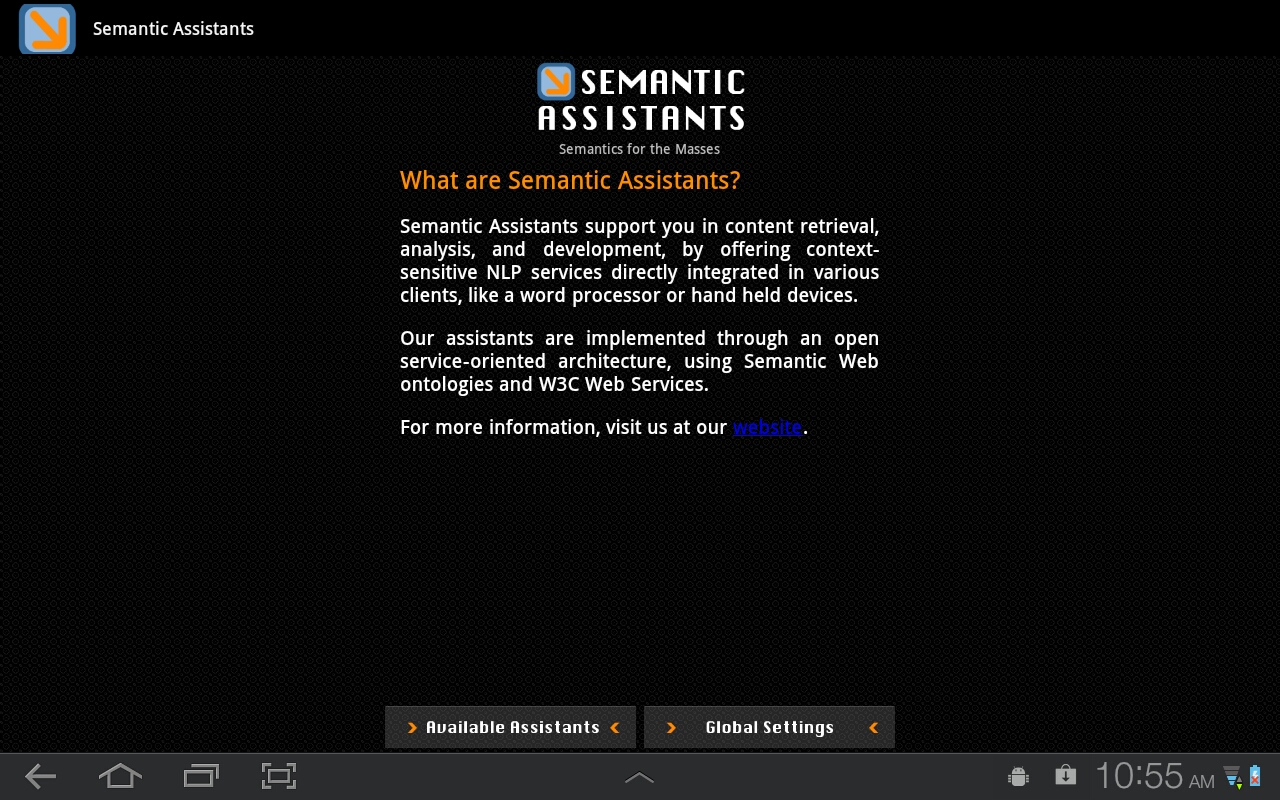 Semantic Assistants
SEMANTIC
ASSISTANTS
Semantics for the Masses
What are Semantic Assistants?
Semantic Assistants support you in content retrieval,
analysis, and development, by offering context-
sensitive NLP services directly integrated in various
clients, like a word processor or hand held devices.
Our assistants are implemented through an open
service-oriented architecture, using Semantic Web
ontologies and W3C Web Services.
For more information, visit us at our website.
Available Assistants
Global Settings
10:55 AM